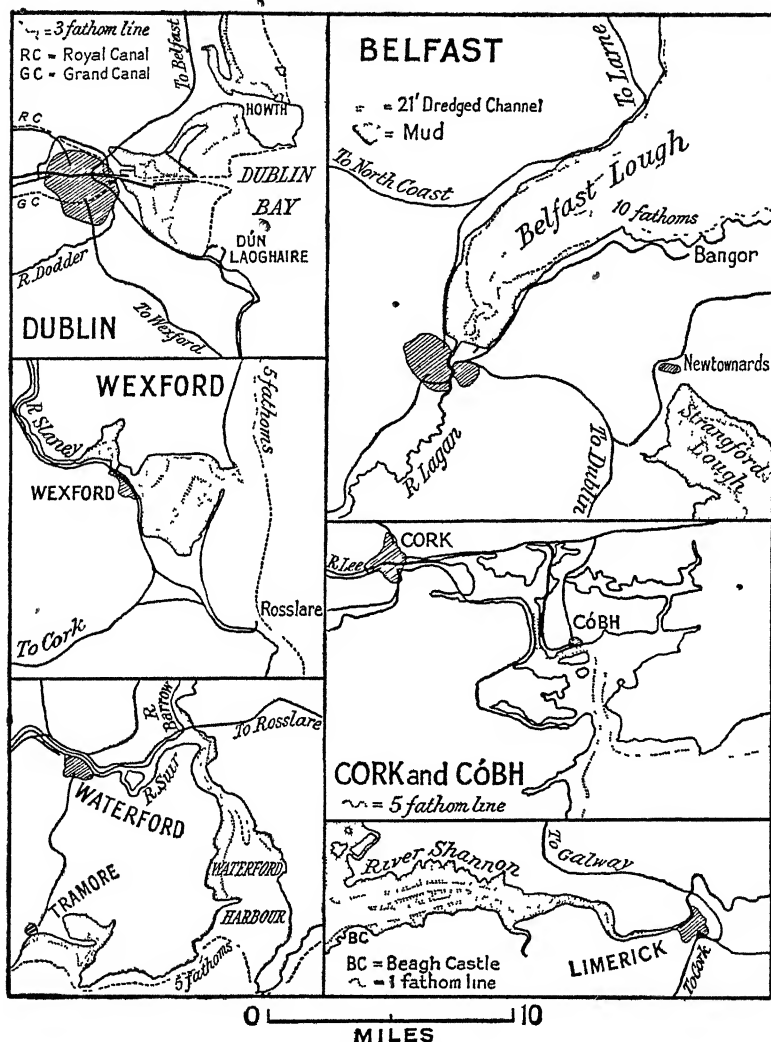 = 3 fathom line
RC = Royal Canal
GC = Grand Canal
To Belfast
HOWTH
RC
DUBLIN
BAY
GC
DÚN
LAOGHAIRE
R. Dodder
To Wexford
DUBLIN
BELFAST
= 21' Dredged Channel
= Mud
To Larne
To North Coast
Belfast Lough
10 fathoms
Bangor
Newtownards
Strangford
Lough
R Lagan
To Dublin
WEXFORD
5 fathoms
R Slaney
WEXFORD
Rosslare
To Cork
CORK
R Lee
CÓBH
CORK and CÓBH
= 5 fathom line
R
Barrow
To Rosslare
R. Suir
WATERFORD
WATERFORD
HARBOUR
TRAMORE
5 fathoms
River Shannon
To
Galway
BC
LIMERICK
BC = Beagh Castle
= 1 fathom line
To Cork
0 10
MILES